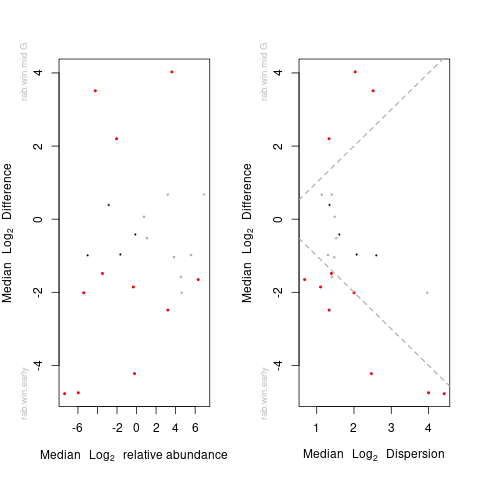 rab.win.mid G
rab.win.early
Median Log2 Difference
4
2
0
-2
-4
-6
-2
0
2
4
6
Median Log2 relative abundance
rab.win.mid G
rab.win.early
Median Log2 Difference
4
2
0
-2
-4
1
2
3
4
Median Log2 Dispersion